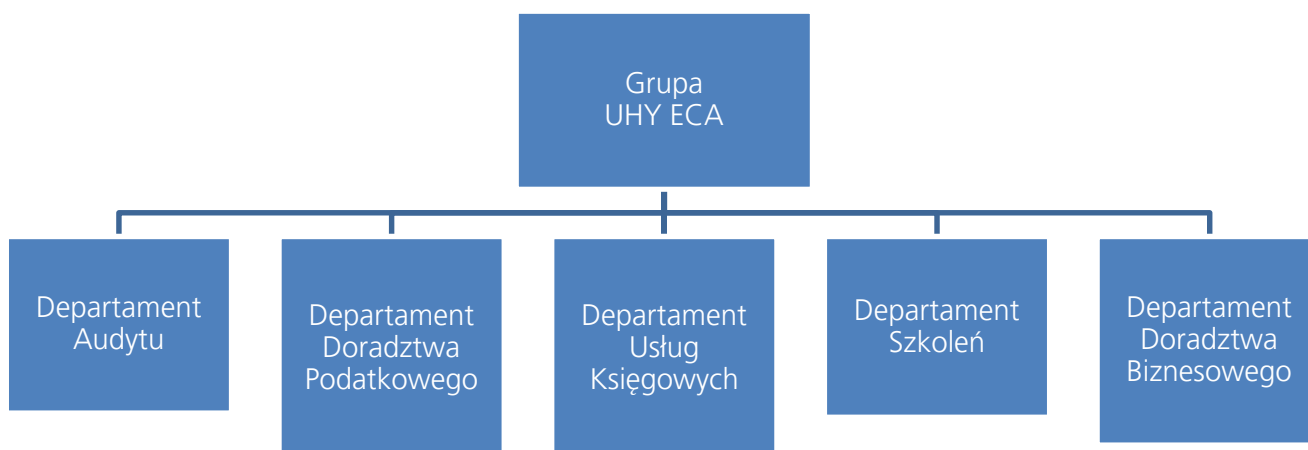 Grupa
UHY ECA
Departament
Audytu
Departament
Doradztwa
Podatkowego
Departament
Usług
Księgowych
Departament
Szkoleń
Departament
Doradztwa
Biznesowego